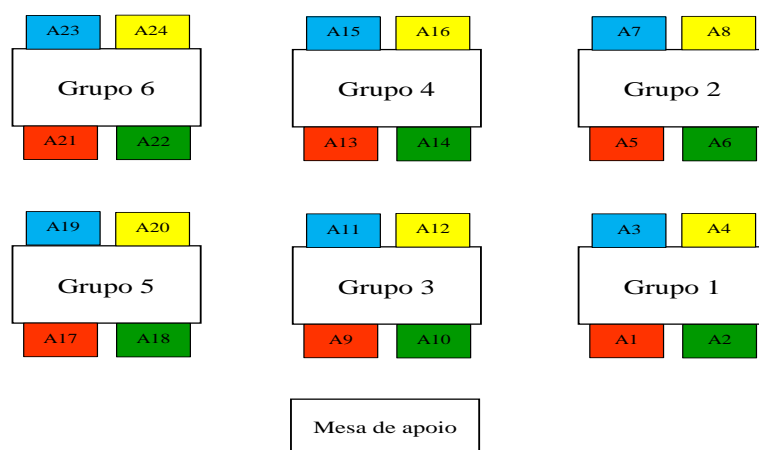 A23 A24 A15 A16 A7 A8
Grupo 6 Grupo 4 Grupo 2
A21 A22 A13 A14 A5 A6
A19 A20 A11 A12 A3 A4
Grupo 5 Grupo 3 Grupo 1
A17 A18 A9 A10 A1 A2
Mesa de apoio